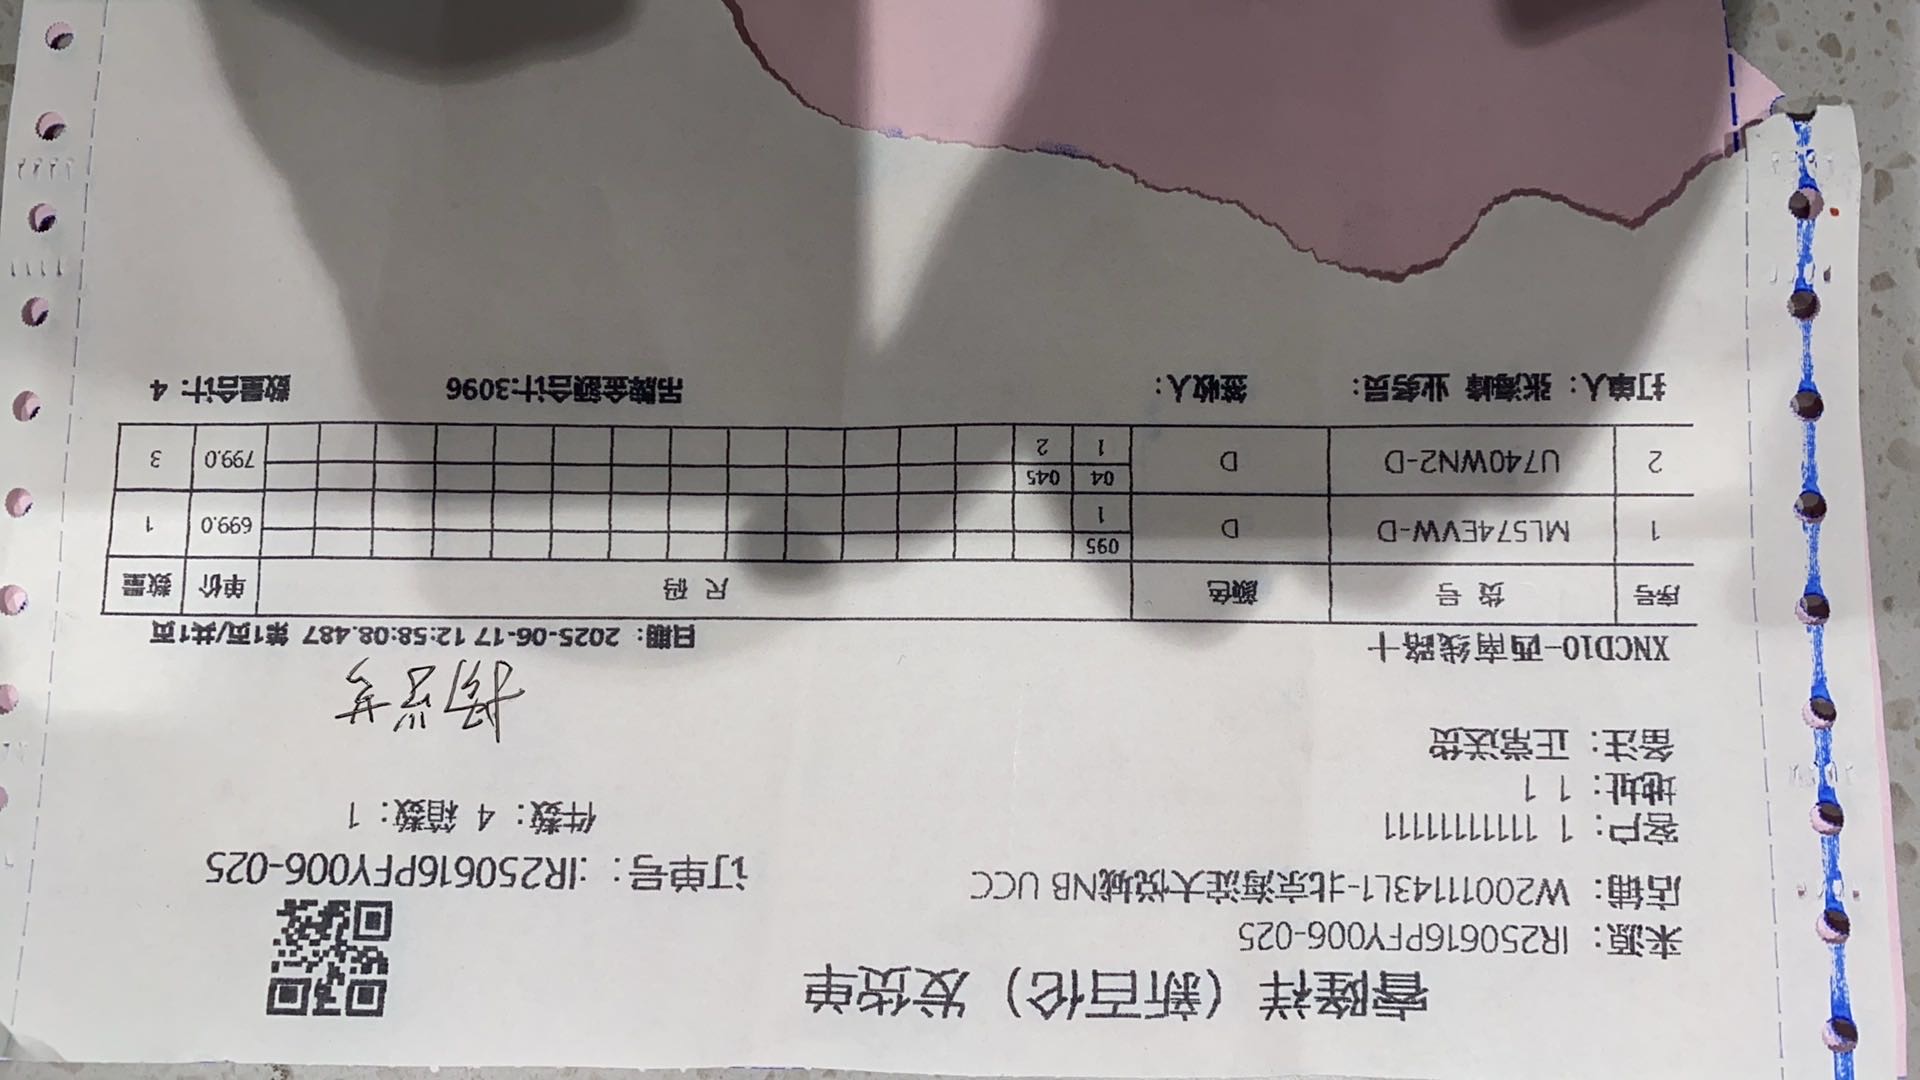 睿隆祥（新百伦）发货单
来源： IR250616PFY006-025
店铺： W20011143L1-北京海淀大悦城NB UCC
订单号： :IR250616PFY006-025
客户： 1 11111111111
件数： 4 箱数： 1
地址： 1 1
备注： 正常送货
XNCD10-西南线路十
日期： 2025-06-17 12:58:08.487 第1页/共1页
序号 货 号 颜色 尺 码 单价 数量
095
1 ML574EVW-D D 1 699.0 1
04 045
2 U740WN2-D D 1 2 799.0 3
打单人： 张海峰 业务员： 签收人： 吊牌金额合计:3096 数量合计： 4